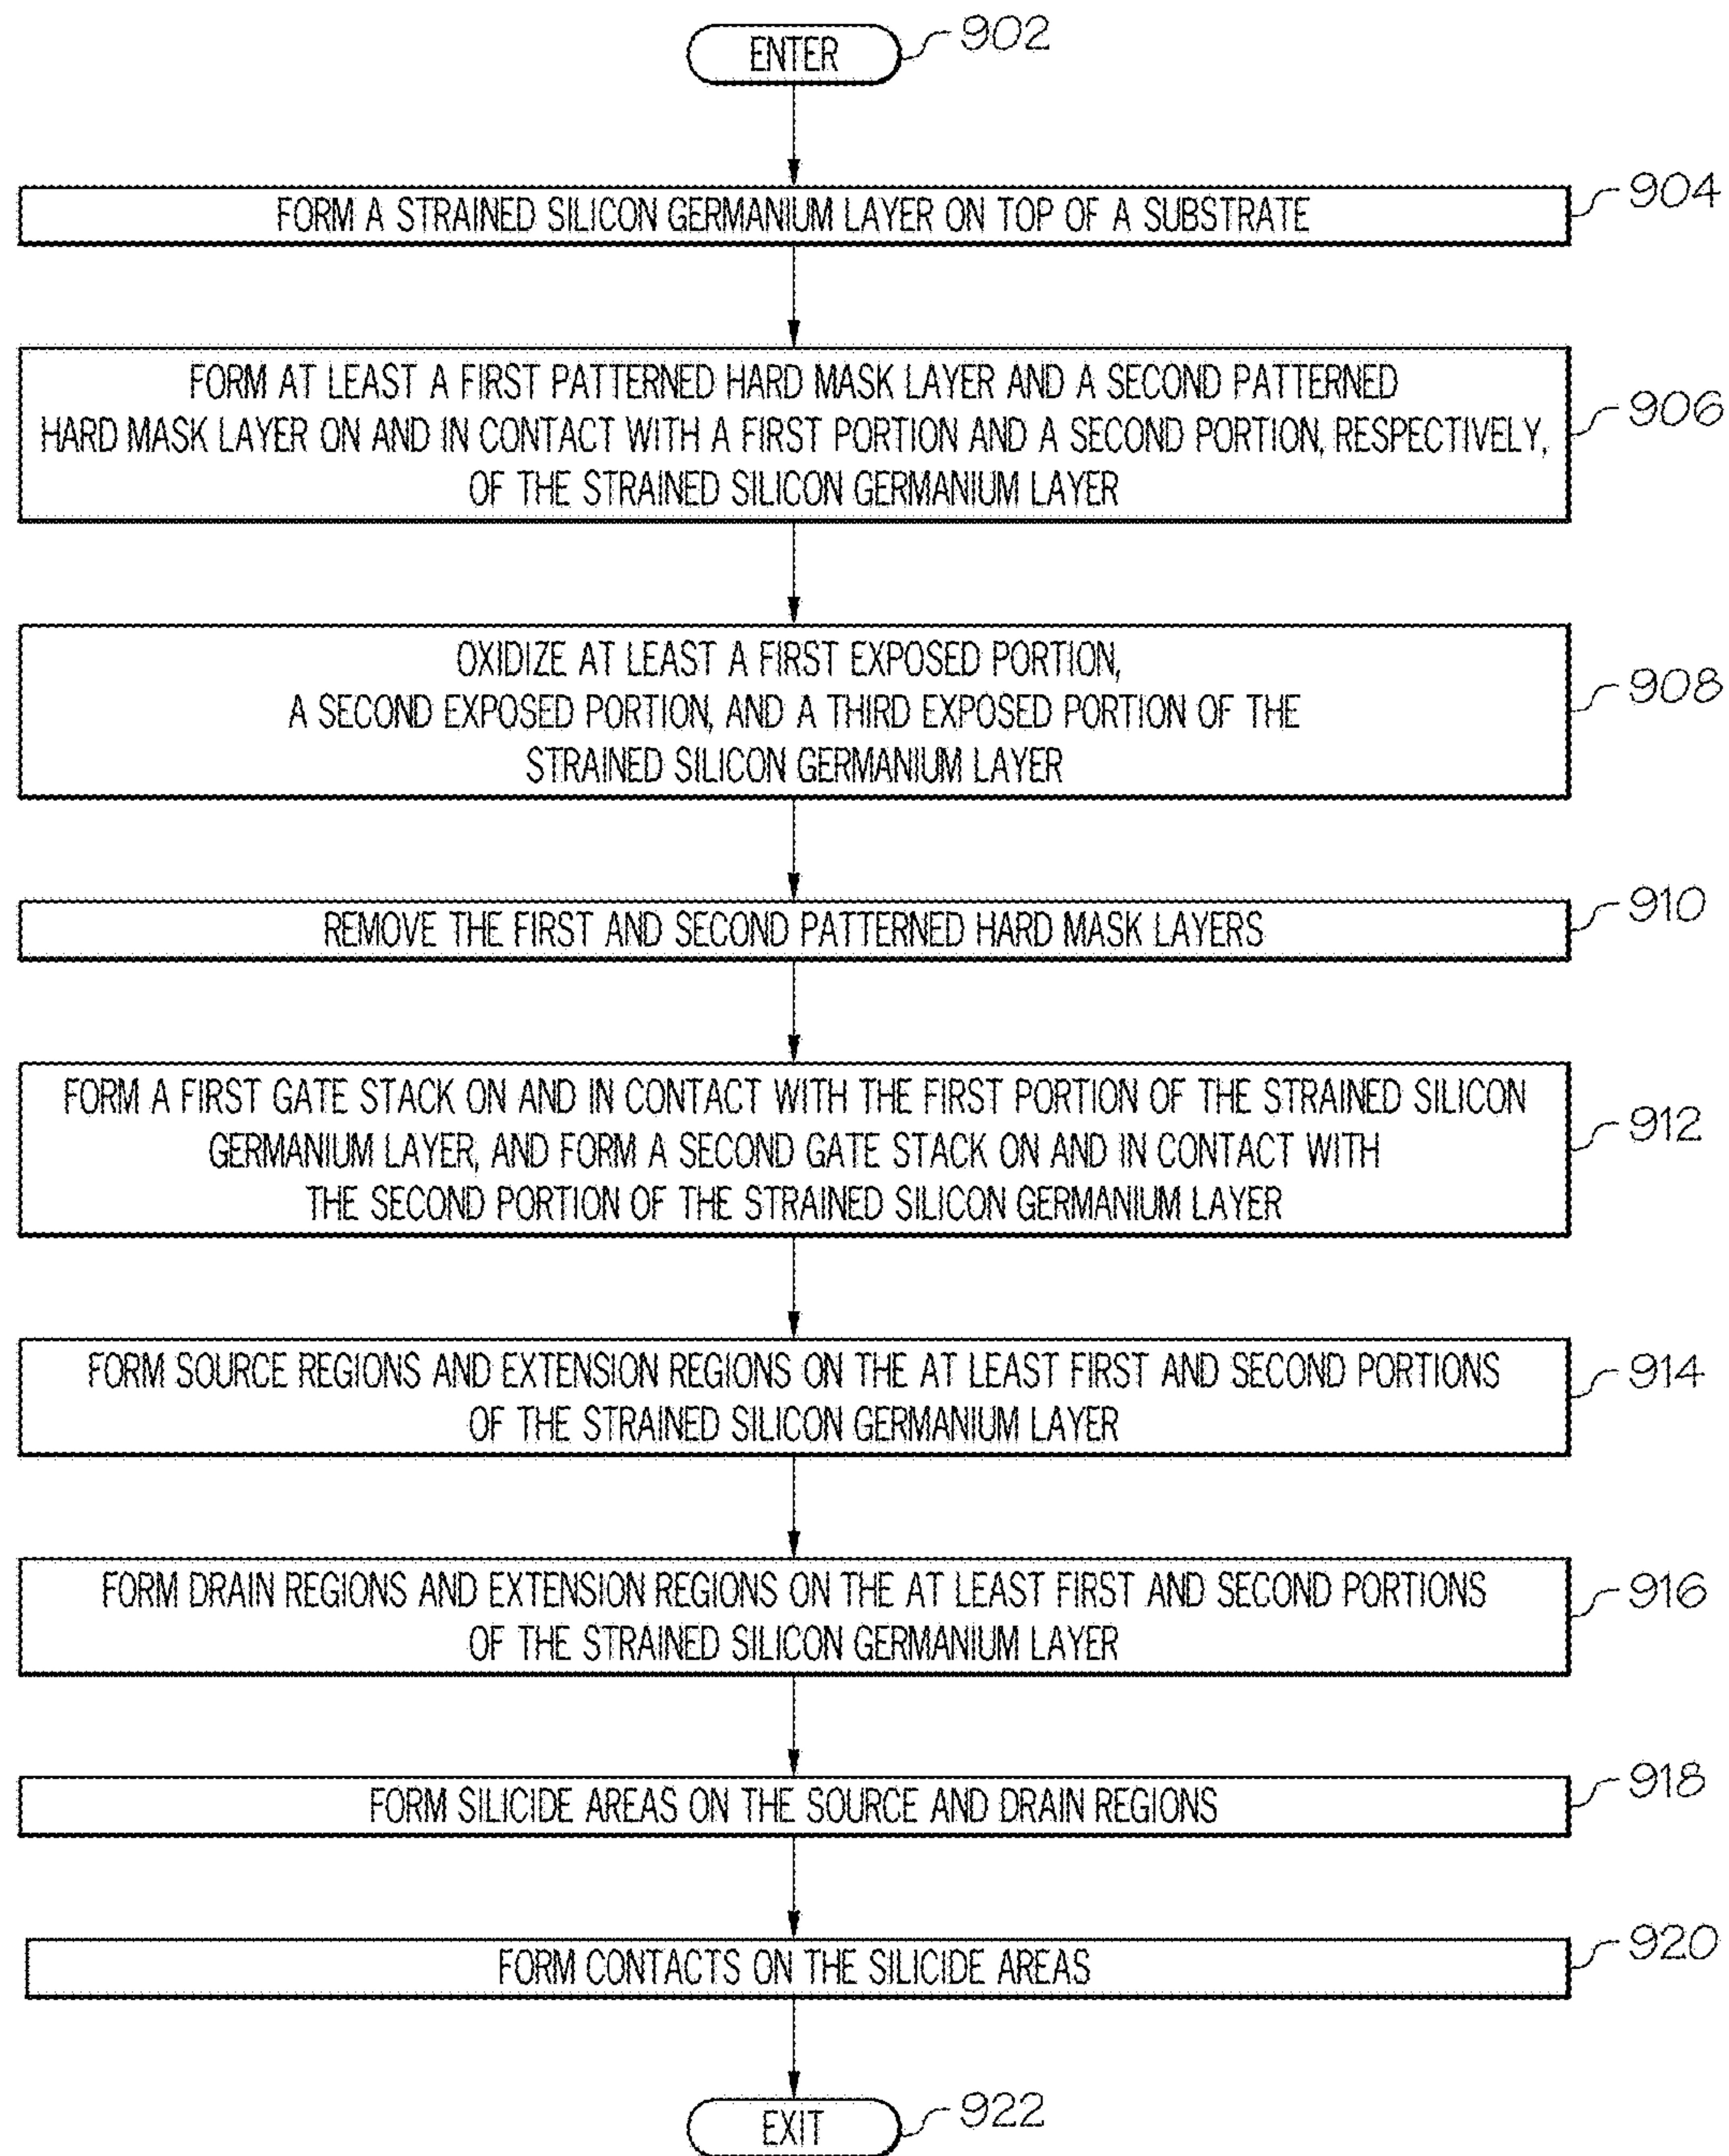 ENTER
902
FORM A STRAINED SILICON GERMANIUM LAYER ON TOP OF A SUBSTRATE
904
FORM AT LEAST A FIRST PATTERNED HARD MASK LAYER AND A SECOND PATTERNED
HARD MASK LAYER ON AND IN CONTACT WITH A FIRST PORTION AND A SECOND PORTION, RESPECTIVELY,
OF THE STRAINED SILICON GERMANIUM LAYER
906
OXIDIZE AT LEAST A FIRST EXPOSED PORTION,
A SECOND EXPOSED PORTION, AND A THIRD EXPOSED PORTION OF THE
STRAINED SILICON GERMANIUM LAYER
908
REMOVE THE FIRST AND SECOND PATTERNED HARD MASK LAYERS
910
FORM A FIRST GATE STACK ON AND IN CONTACT WITH THE FIRST PORTION OF THE STRAINED SILICON
GERMANIUM LAYER, AND FORM A SECOND GATE STACK ON AND IN CONTACT WITH
THE SECOND PORTION OF THE STRAINED SILICON GERMANIUM LAYER
912
FORM SOURCE REGIONS AND EXTENSION REGIONS ON THE AT LEAST FIRST AND SECOND PORTIONS
OF THE STRAINED SILICON GERMANIUM LAYER
914
FORM DRAIN REGIONS AND EXTENSION REGIONS ON THE AT LEAST FIRST AND SECOND PORTIONS
OF THE STRAINED SILICON GERMANIUM LAYER
916
FORM SILICIDE AREAS ON THE SOURCE AND DRAIN REGIONS
918
FORM CONTACTS ON THE SILICIDE AREAS
920
EXIT
922